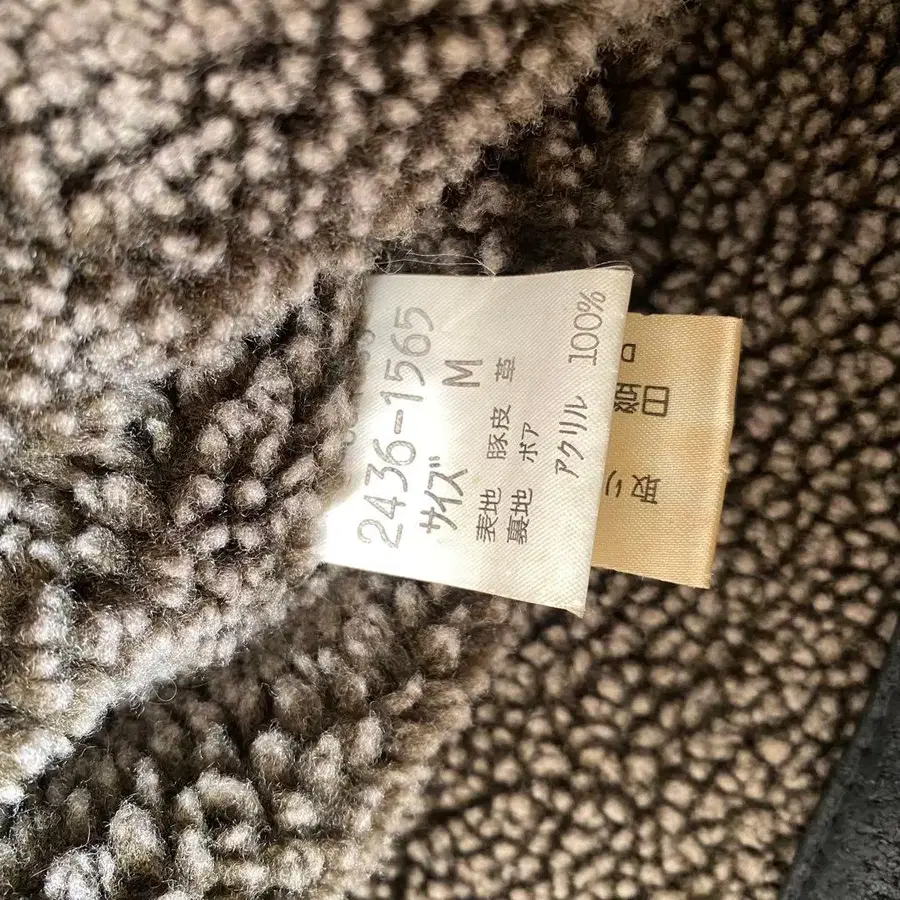 2436-1565
サイズ M
表地 豚皮革
裏地 ボア
アクリル 100%
取